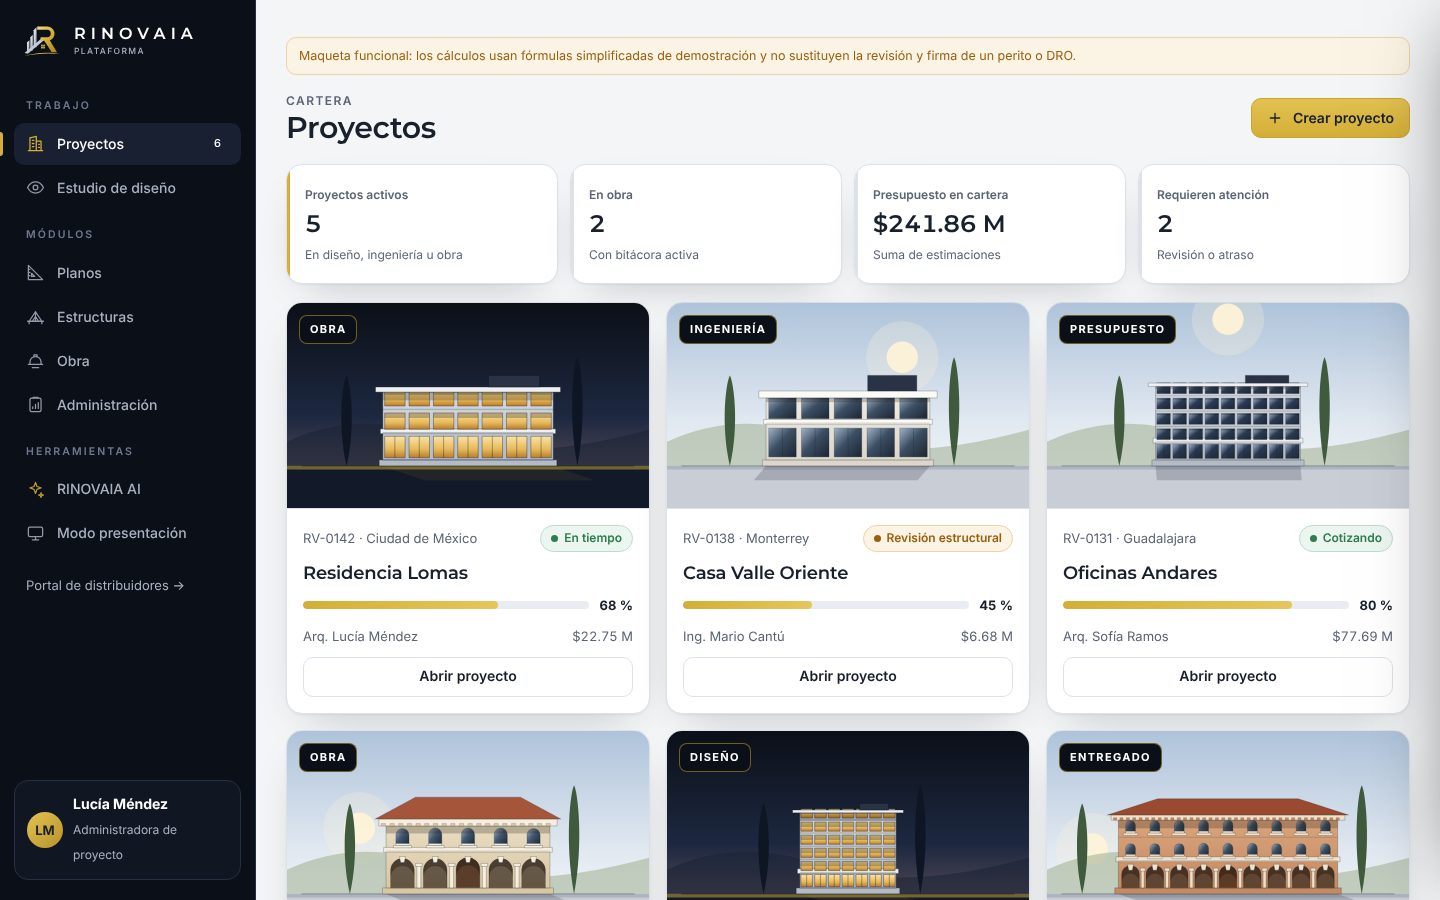 RINOVAIA
PLATAFORMA
TRABAJO
Proyectos 6
Estudio de diseño
MÓDULOS
Planos
Estructuras
Obra
Administración
HERRAMIENTAS
RINOVAIA AI
Modo presentación
Portal de distribuidores →
LM
Lucía Méndez
Administradora de
proyecto
Maqueta funcional: los cálculos usan fórmulas simplificadas de demostración y no sustituyen la revisión y firma de un perito o DRO.
CARTERA
Proyectos
+ Crear proyecto
Proyectos activos
5
En diseño, ingeniería u obra
En obra
2
Con bitácora activa
Presupuesto en cartera
$241.86 M
Suma de estimaciones
Requieren atención
2
Revisión o atraso
OBRA
RV-0142 · Ciudad de México
En tiempo
Residencia Lomas
68 %
Arq. Lucía Méndez
$22.75 M
Abrir proyecto
INGENIERÍA
RV-0138 · Monterrey
Revisión estructural
Casa Valle Oriente
45 %
Ing. Mario Cantú
$6.68 M
Abrir proyecto
PRESUPUESTO
RV-0131 · Guadalajara
Cotizando
Oficinas Andares
80 %
Arq. Sofía Ramos
$77.69 M
Abrir proyecto
OBRA
DISEÑO
ENTREGADO